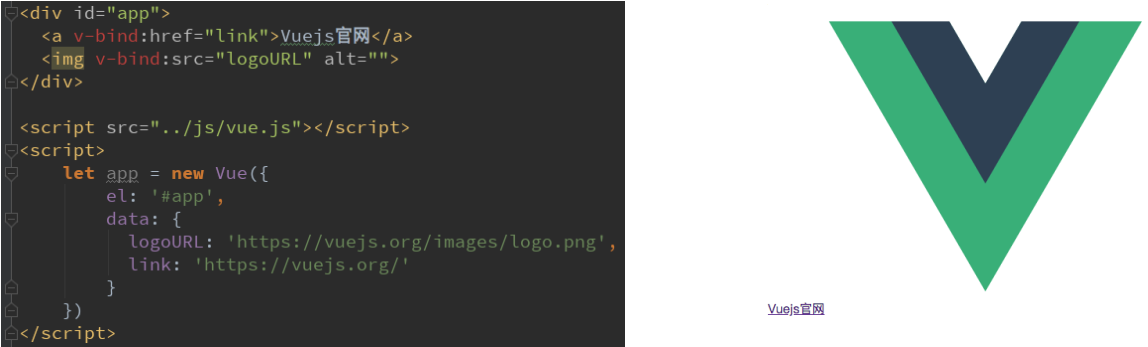 <div id="app">
  <a v-bind:href="link">Vuejs官网</a>
  <img v-bind:src="logoURL" alt="">
</div>

<script src="../js/vue.js"></script>
<script>
    let app = new Vue({
        el: '#app',
        data: {
          logoURL: 'https://vuejs.org/images/logo.png',
          link: 'https://vuejs.org/'
        }
    })
</script>
Vuejs官网